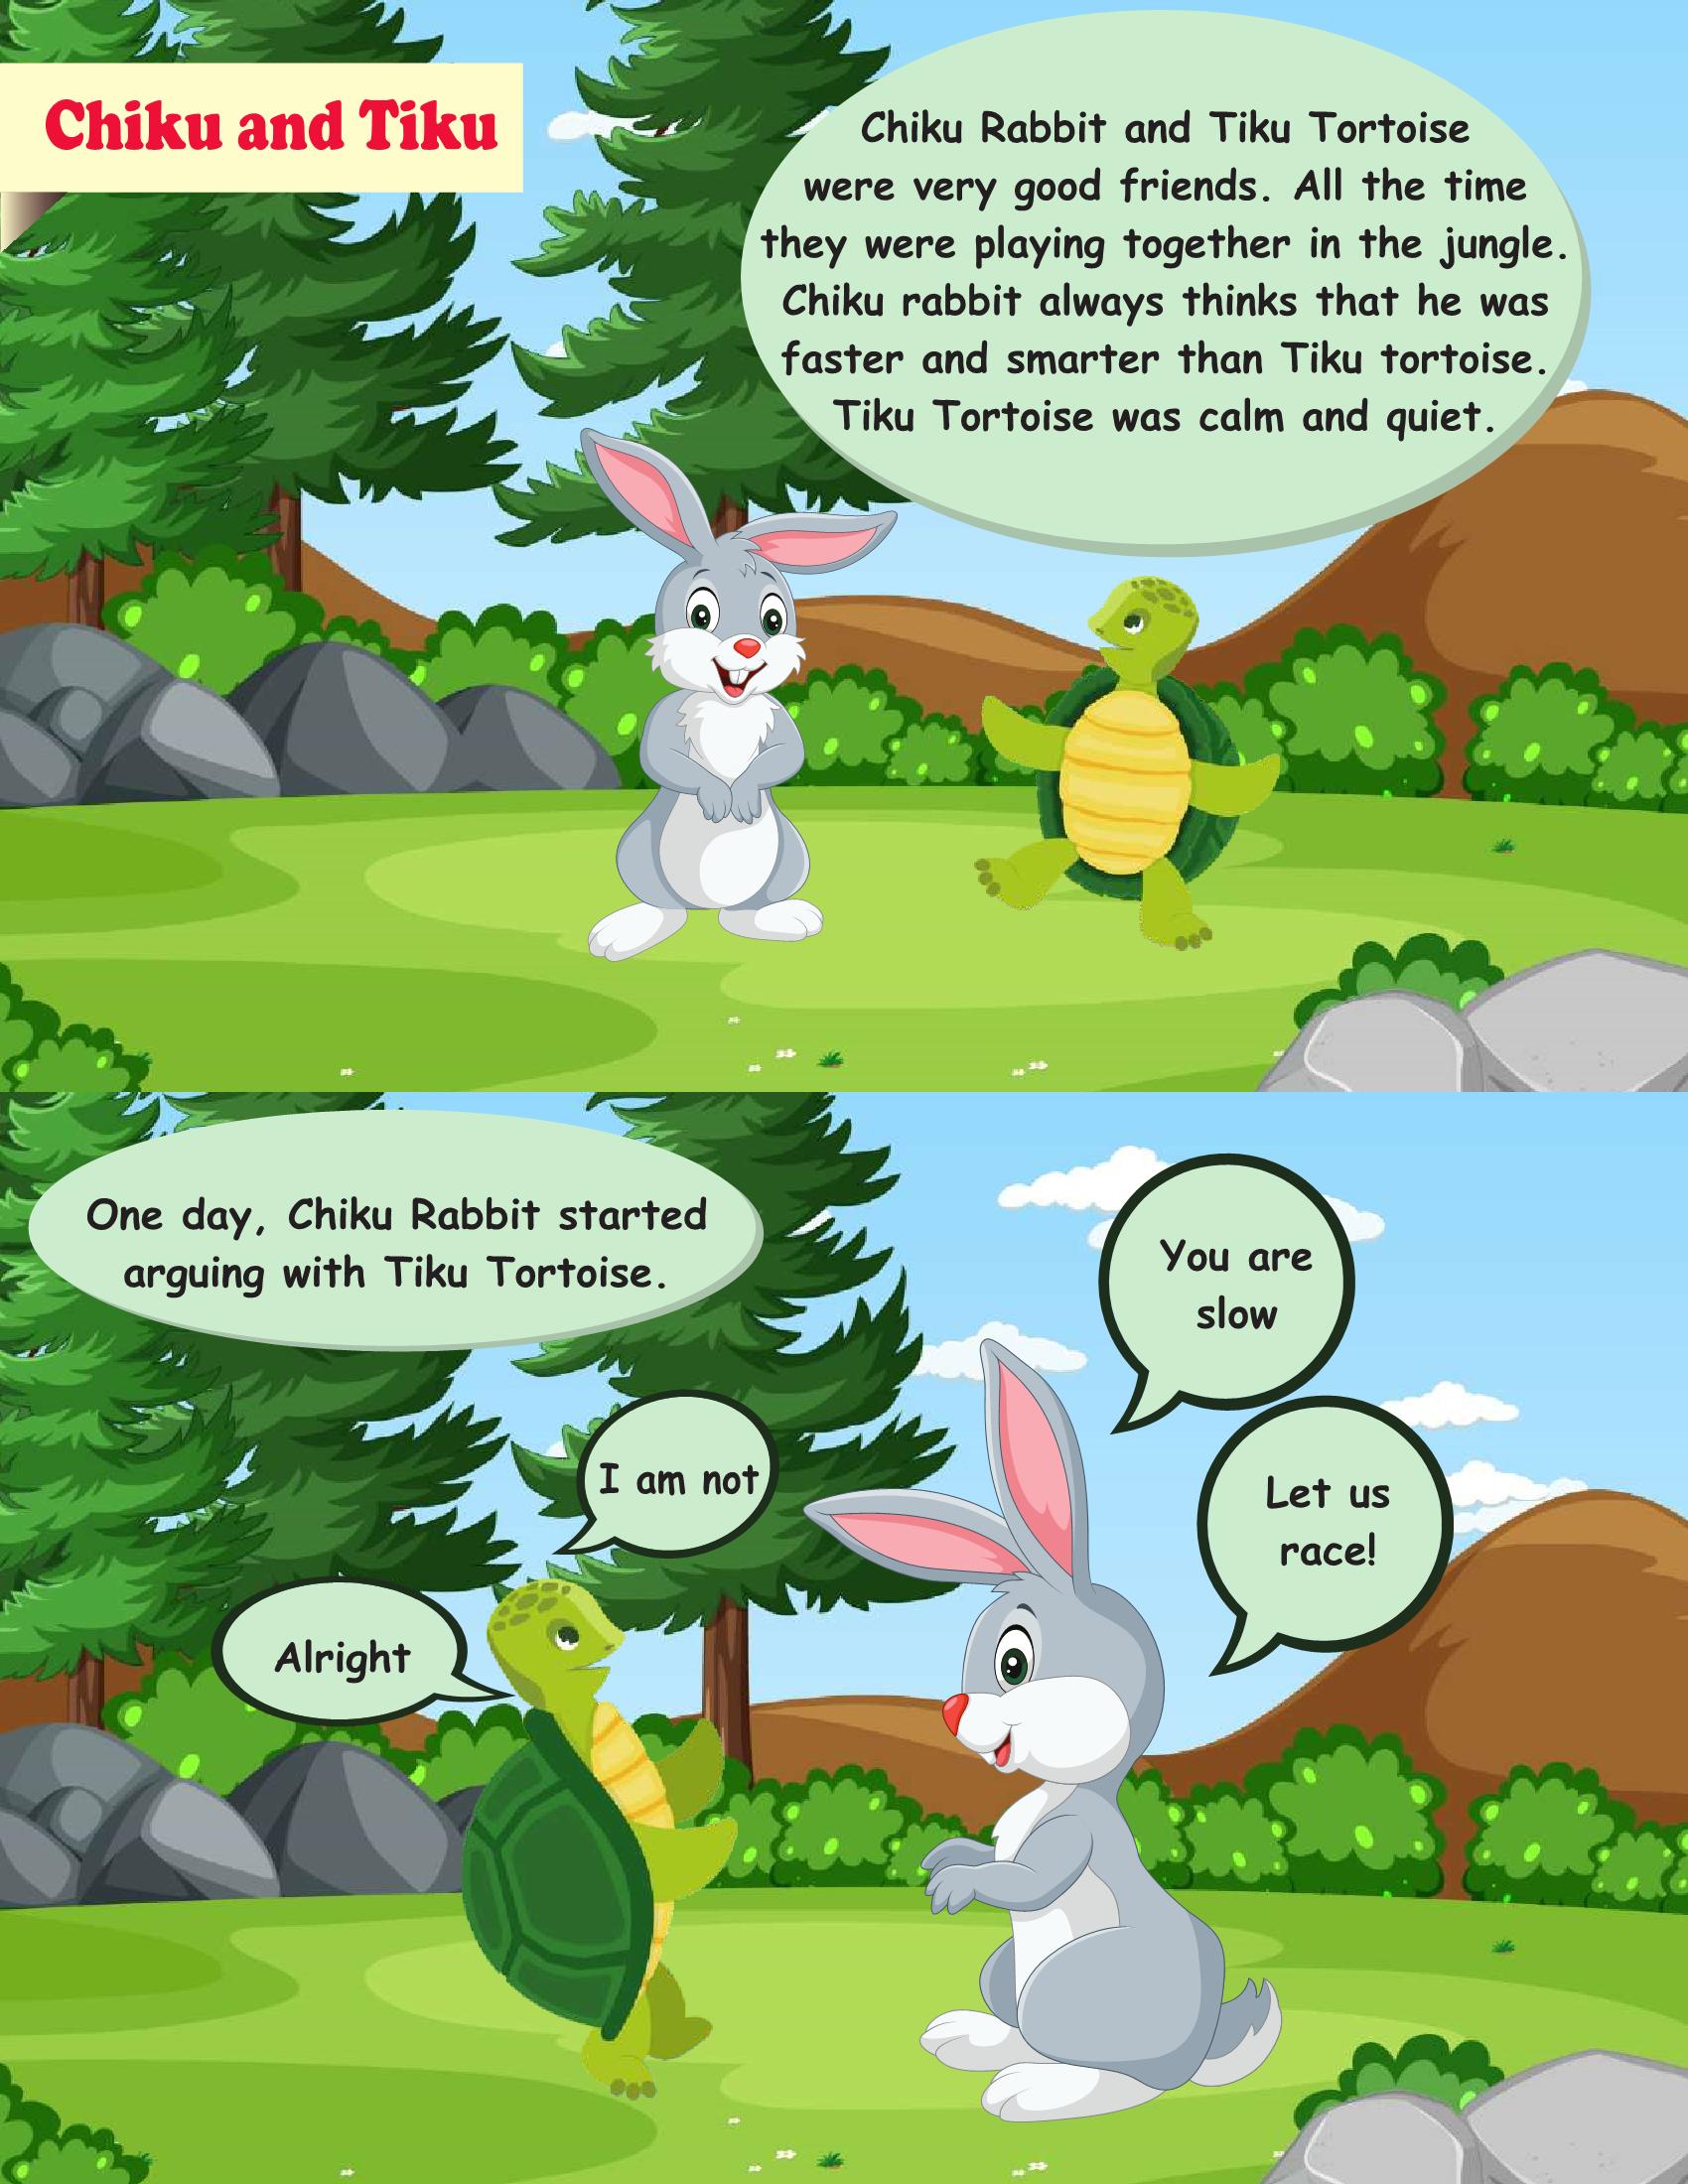 Chiku and Tiku
Chiku Rabbit and Tiku Tortoise
were very good friends. All the time
they were playing together in the jungle.
Chiku rabbit always thinks that he was
faster and smarter than Tiku tortoise.
Tiku Tortoise was calm and quiet.
One day, Chiku Rabbit started
arguing with Tiku Tortoise.
You are
slow
I am not
Let us
race!
Alright